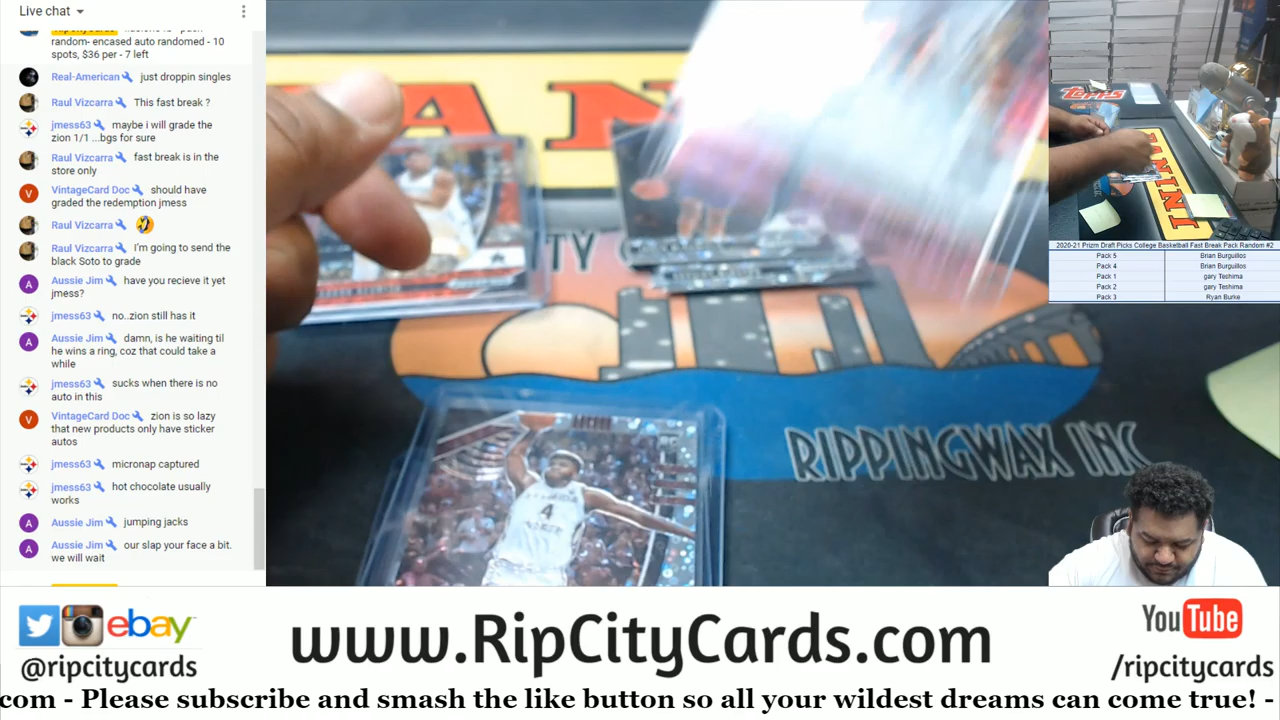 Live chat
random- encased auto randomed - 10
spots, $36 per - 7 left
Real-American just droppin singles
Raul Vizcarra This fast break ?
jmess63 maybe i will grade the
zion 1/1 ...bgs for sure
Raul Vizcarra fast break is in the
store only
VintageCard Doc should have
graded the redemption jmess
Raul Vizcarra
Raul Vizcarra I'm going to send the
black Soto to grade
Aussie Jim have you recieve it yet
jmess?
jmess63 no..zion still has it
Aussie Jim damn, is he waiting til
he wins a ring, coz that could take a
while
jmess63 sucks when there is no
auto in this
VintageCard Doc zion is so lazy
that new products only have sticker
autos
jmess63 micronap captured
jmess63 hot chocolate usually
works
Aussie Jim jumping jacks
Aussie Jim our slap your face a bit.
we will wait
ANI
TY
RIPPINGWAX INC
4
TOPPS
PANINI
2020-21 Prizm Draft Picks College Basketball Fast Break Pack Random #2
Pack 5 Brian Burguillos
Pack 4 Brian Burguillos
Pack 1 gary Teshima
Pack 2 gary Teshima
Pack 3 Ryan Burke
ebay
@ripcitycards
www.RipCityCards.com
YouTube
/ripcitycards
com - Please subscribe and smash the like button so all your wildest dreams can come true! -